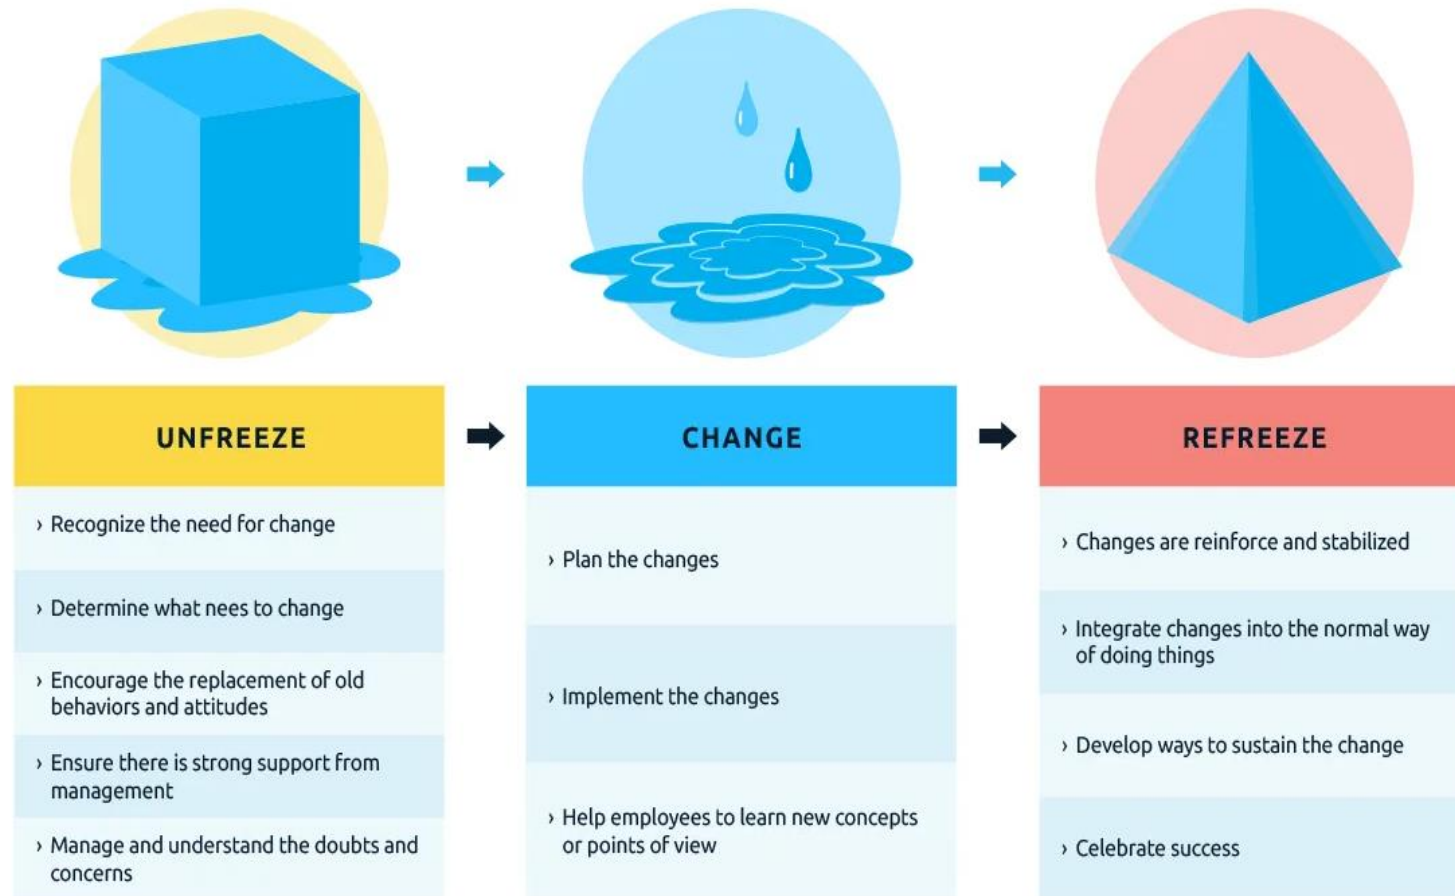 UNFREEZE
› Recognize the need for change
› Determine what nees to change
› Encourage the replacement of old
behaviors and attitudes
› Ensure there is strong support from
management
› Manage and understand the doubts and
concerns
CHANGE
› Plan the changes
› Implement the changes
› Help employees to learn new concepts
or points of view
REFREEZE
› Changes are reinforce and stabilized
› Integrate changes into the normal way
of doing things
› Develop ways to sustain the change
› Celebrate success